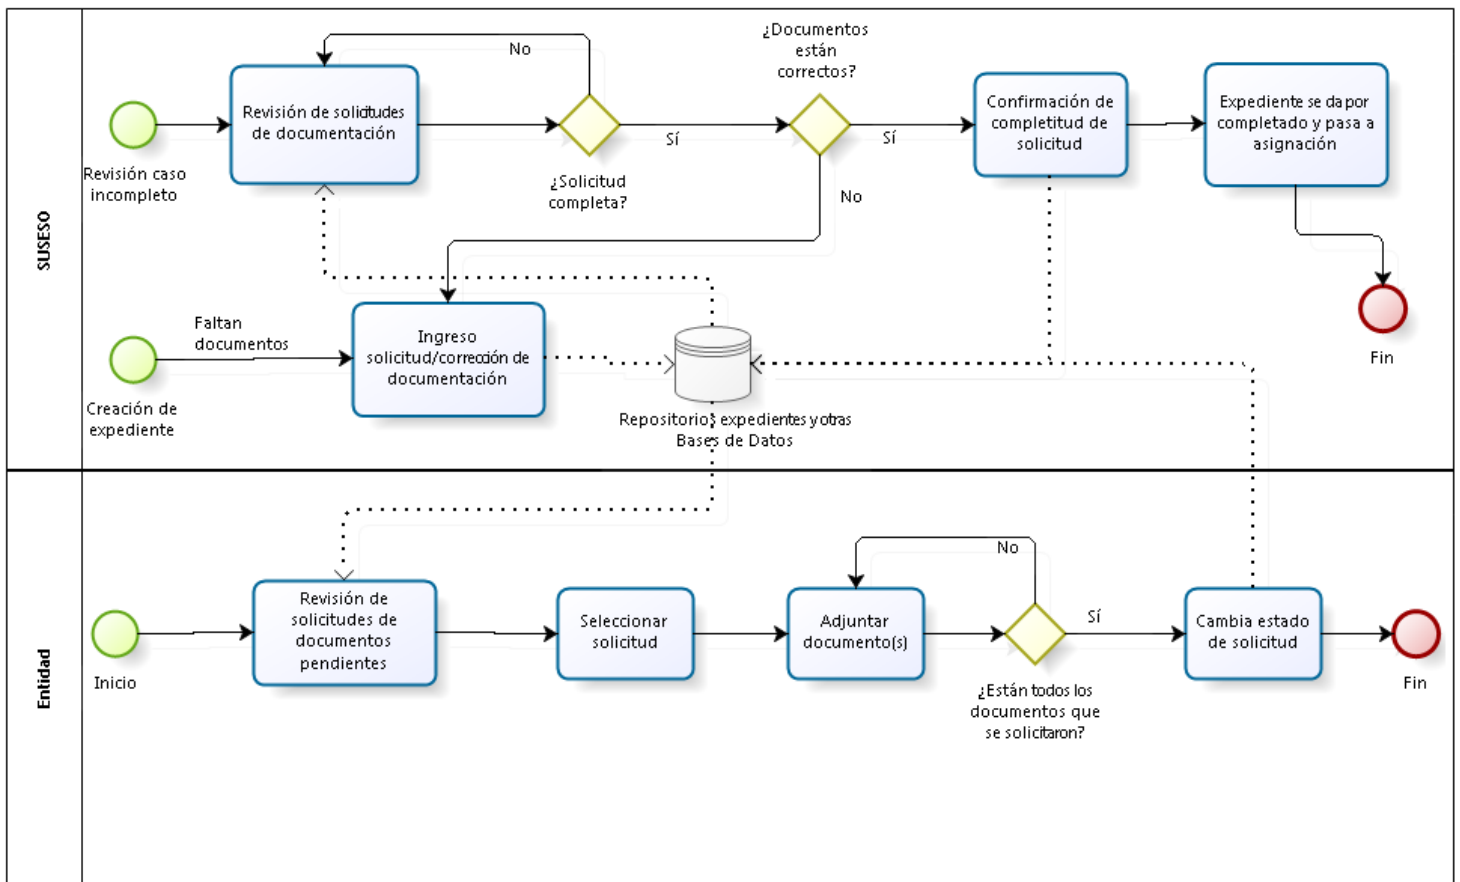 SUSESO
¿Documentos
están
correctos?
No
Revisión de solicitudes
de documentación
Sí
Sí
Confirmación de
completitud de
solicitud
Expediente se da por
completado y pasa a
asignación
Revisión caso
incompleto
¿Solicitud
completa?
No
Faltan
documentos
Ingreso
solicitud/corrección de
documentación
Fin
Creación de
expediente
Repositorios expedientes y otras
Bases de Datos
Entidad
No
Revisión de
solicitudes de
documentos
pendientes
Seleccionar
solicitud
Adjuntar
documento(s)
Sí
Cambia estado
de solicitud
Inicio
¿Están todos los
documentos que
se solicitaron?
Fin